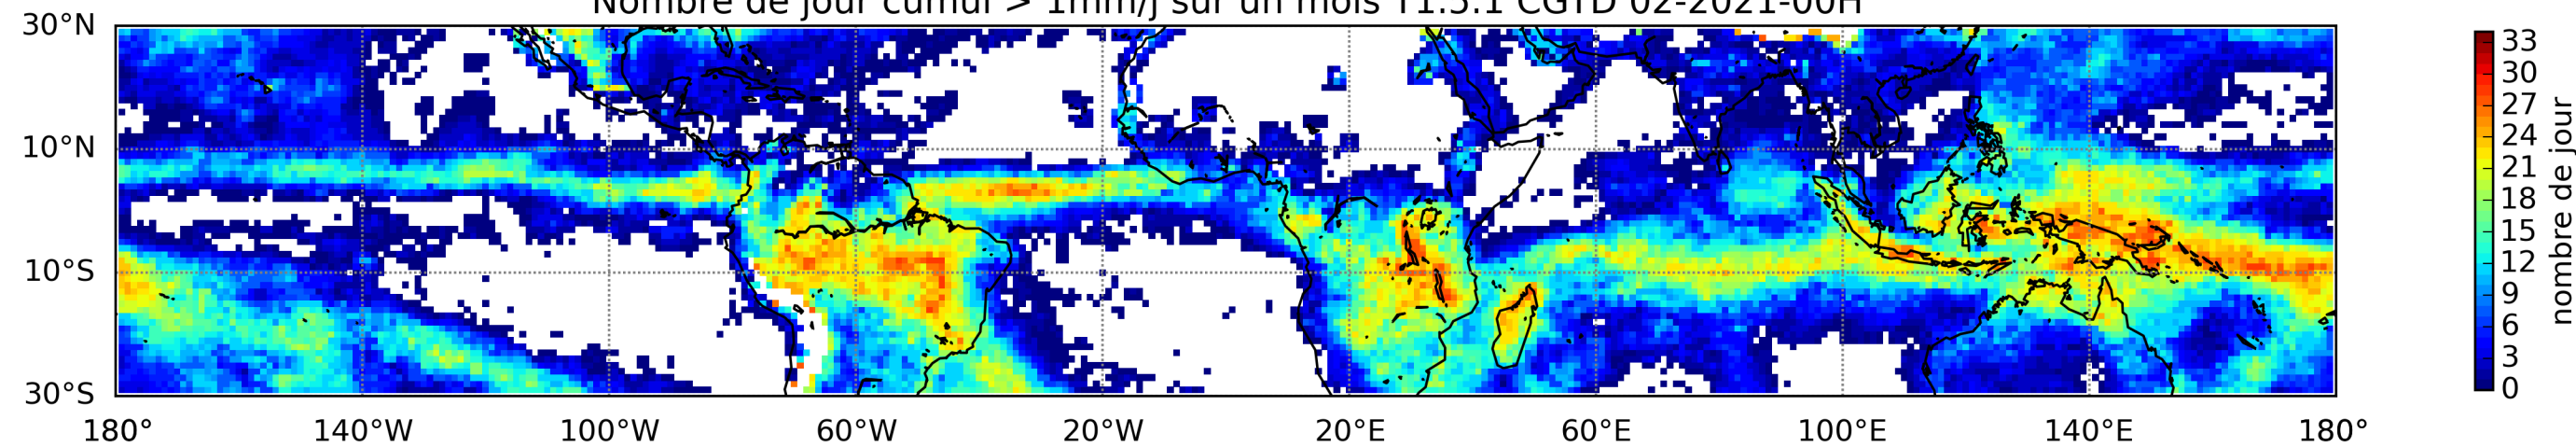 Nombre de jour cumul > 1mm/j sur un mois T1.5.1 CGTD 02-2021-00H
30°N
10°N
10°S
30°S
180°
140°W
100°W
60°W
20°W
20°E
60°E
100°E
140°E
180°
33
30
27
24
21
18
15
12
9
6
3
0
nombre de jour